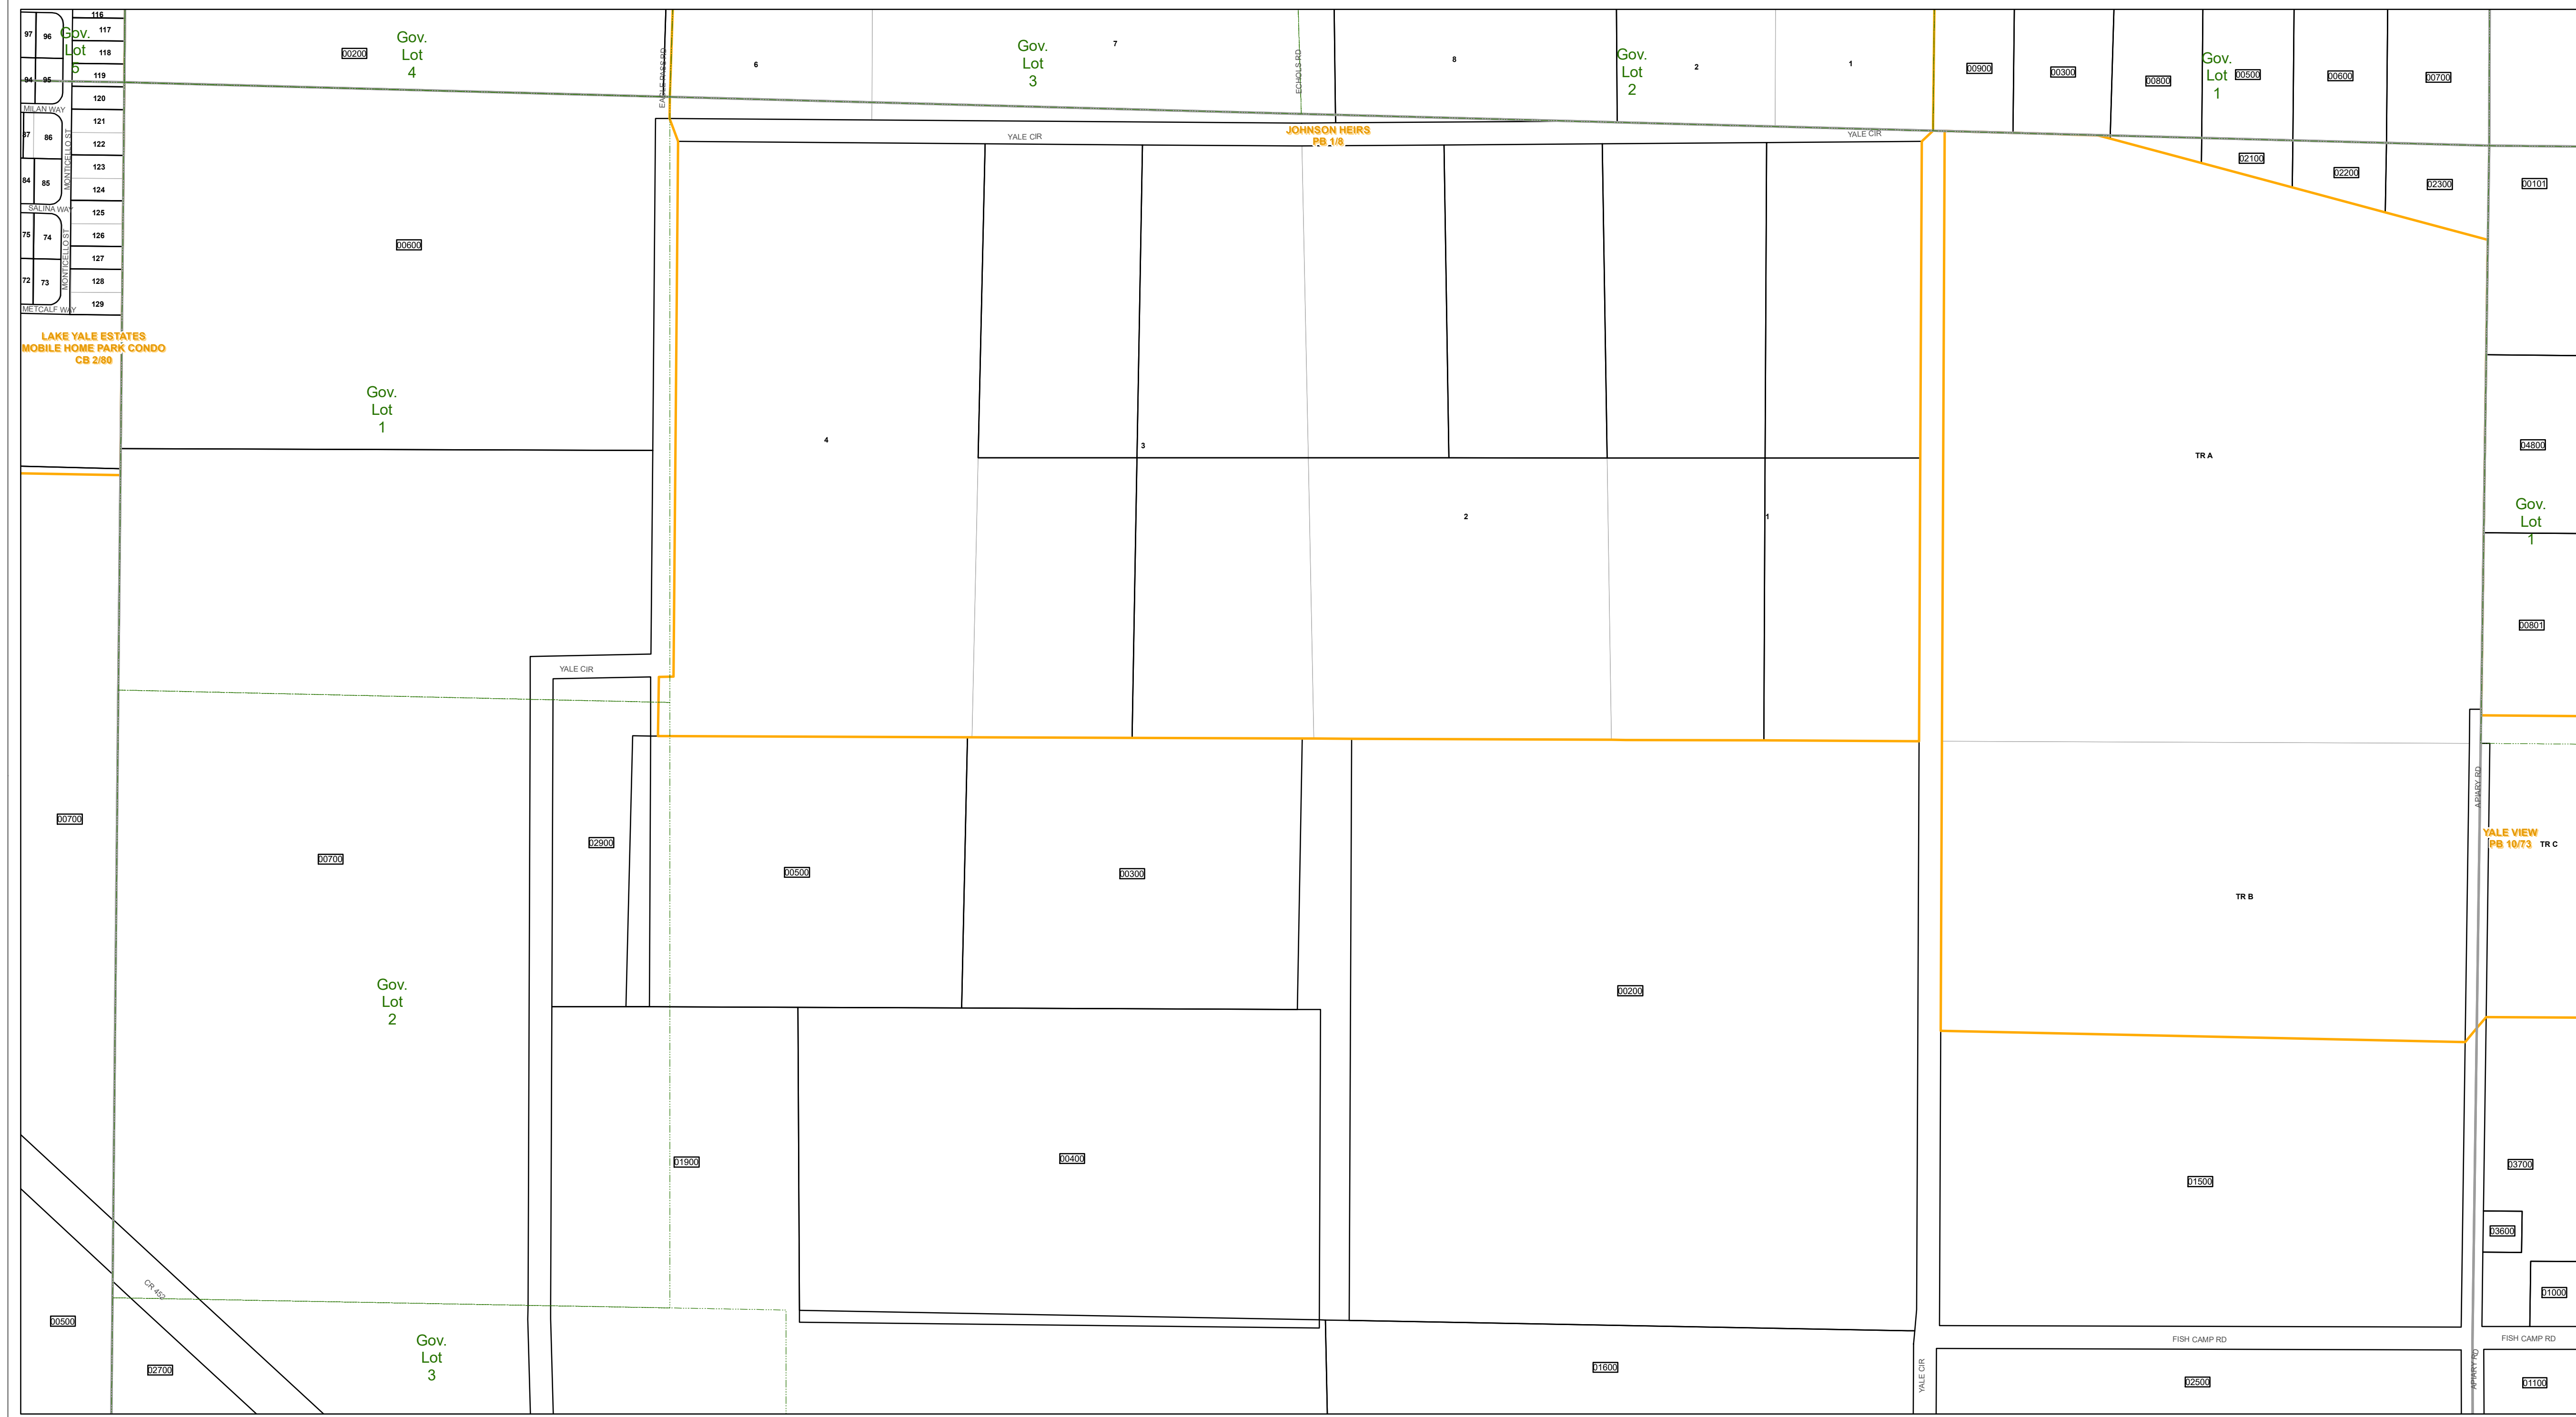 116
97
96
Gov.
Lot
5
117
118
94
95
119
120
MILAN WAY
121
87
86
122
MONTICELLO ST
123
84
85
124
SALINA WAY
125
75
74
126
MONTICELLO ST
127
72
73
128
129
METCALF WAY
LAKE YALE ESTATES
MOBILE HOME PARK CONDO
CB 2/80
00200
Gov.
Lot
4
EAGLE PASS RD
6
Gov.
Lot
3
7
ECHOLS RD
8
Gov.
Lot
2
2
1
00900
00300
00800
Gov.
Lot
1
00500
00600
00700
YALE CIR
JOHNSON HEIRS
PB 1/8
YALE CIR
02100
02200
02300
00101
00600
Gov.
Lot
1
4
3
2
1
TR A
04800
Gov.
Lot
1
00801
YALE CIR
00700
00700
02900
00500
00300
APIARY RD
YALE VIEW
PB 10/73
TR C
TR B
Gov.
Lot
2
00200
01900
00400
01500
03700
03600
01000
CR 452
00500
02700
Gov.
Lot
3
01600
YALE CIR
FISH CAMP RD
FISH CAMP RD
02500
APIARY RD
01100